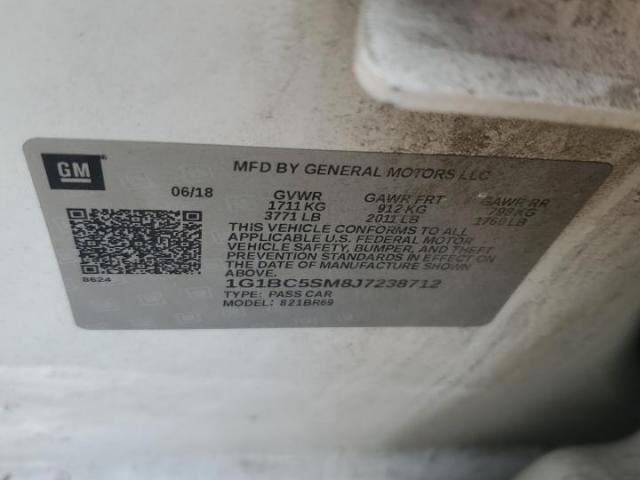 GM
MFD BY GENERAL MOTORS LLC
06/18 GVWR GAWR FRT GAWR RR
1711 KG 912 KG 798 KG
3771 LB 2011 LB 1760 LB
THIS VEHICLE CONFORMS TO ALL
APPLICABLE U.S. FEDERAL MOTOR
VEHICLE SAFETY, BUMPER, AND THEFT
PREVENTION STANDARDS IN EFFECT ON
THE DATE OF MANUFACTURE SHOWN
ABOVE.
8624
1G1BC5SM8J7238712
TYPE: PASS CAR
MODEL: 821BR69